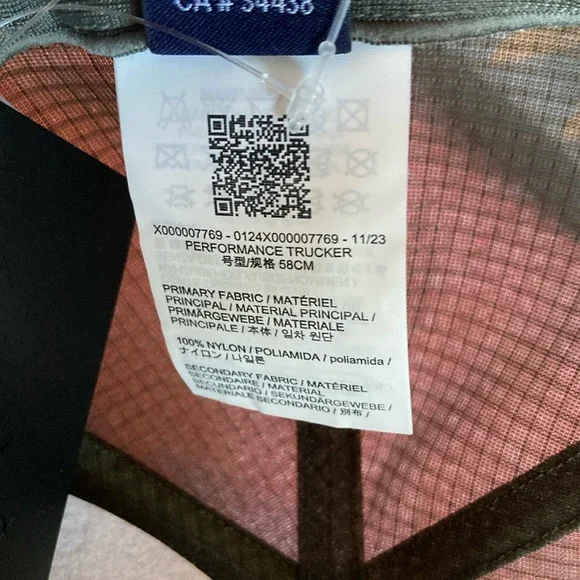 CA # 34438
X000007769 - 0124X000007769 - 11/23
PERFORMANCE TRUCKER
号型/规格 58CM
PRIMARY FABRIC / MATÉRIEL
PRINCIPAL / MATERIAL PRINCIPAL /
PRIMÄRGEWEBE / MATERIALE
PRINCIPALE / 本体 / 일차 원단
100% NYLON / POLIAMIDA / poliamida /
ナイロン / 나일론
SECONDARY FABRIC / MATÉRIEL
SECONDAIRE / MATERIAL
SECUNDARIO / SEKUNDÄRGEWEBE /
MATERIALE SECONDARIO / 別布 /